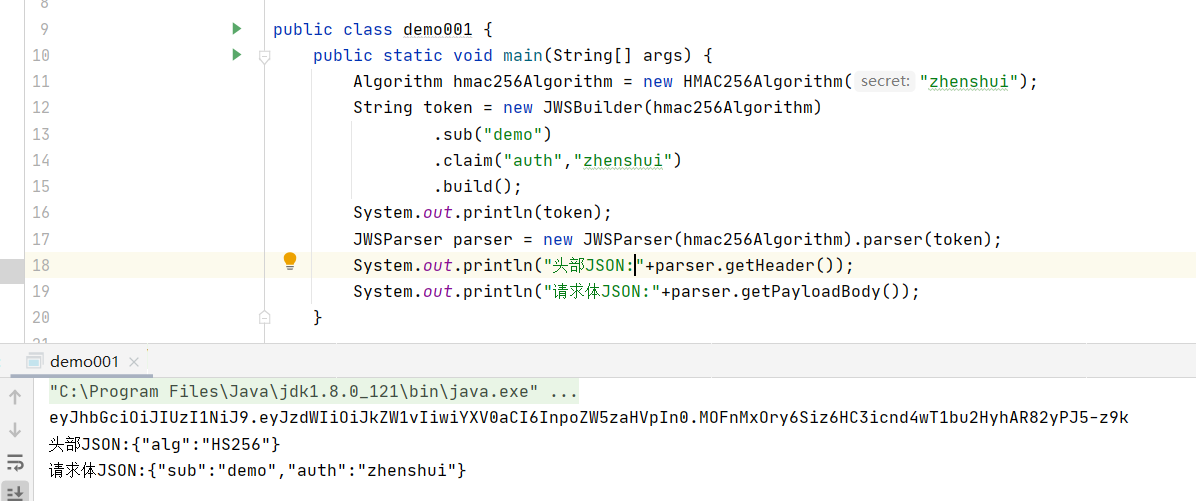 8
9 public class demo001 {
10 public static void main(String[] args) {
11 Algorithm hmac256Algorithm = new HMAC256Algorithm( secret: "zhenshui");
12 String token = new JWSBuilder(hmac256Algorithm)
13 .sub("demo")
14 .claim("auth","zhenshui")
15 .build();
16 System.out.println(token);
17 JWSParser parser = new JWSParser(hmac256Algorithm).parser(token);
18 System.out.println("头部JSON:"+parser.getHeader());
19 System.out.println("请求体JSON:"+parser.getPayloadBody());
20 }
21
demo001 ×
"C:\Program Files\Java\jdk1.8.0_121\bin\java.exe" ...
eyJhbGciOiJIUzI1NiJ9.eyJzdWIiOiJkZW1vIiwiYXV0aCI6InpoZW5zaHVpIn0.MOFnMxOry6Siz6HC3icnd4wT1bu2HyhAR82yPJ5-z9k
头部JSON:{"alg":"HS256"}
请求体JSON:{"sub":"demo","auth":"zhenshui"}